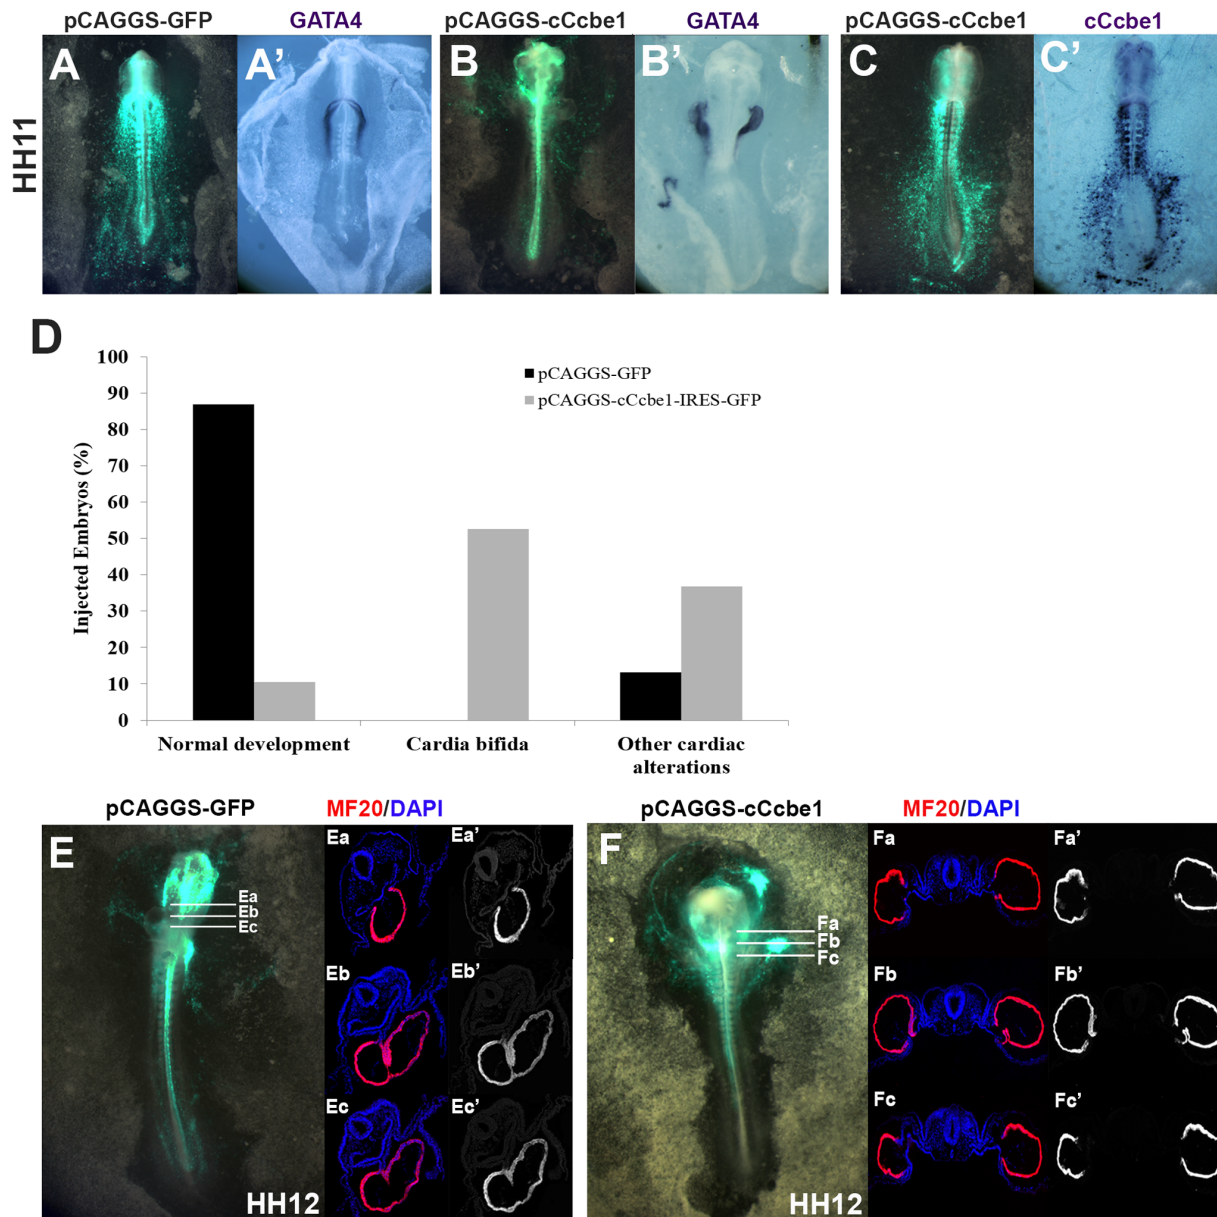 pCAGGS-GFP GATA4 pCAGGS-cCcbe1 GATA4 pCAGGS-cCcbe1 cCcbe1
A A’ B B’ C C’
HH11
D
100
90
80
70
60
50
40
30
20
10
0
Injected Embryos (%)
pCAGGS-GFP
pCAGGS-cCcbe1-IRES-GFP
Normal development Cardia bifida Other cardiac
alterations
pCAGGS-GFP MF20/DAPI pCAGGS-cCcbe1 MF20/DAPI
E Ea Ea’ F Fa Fa’
Ea
Eb
Ec
Fa
Fb
Fc
Eb Eb’ Fb Fb’
Ec Ec’ Fc Fc’
HH12 HH12